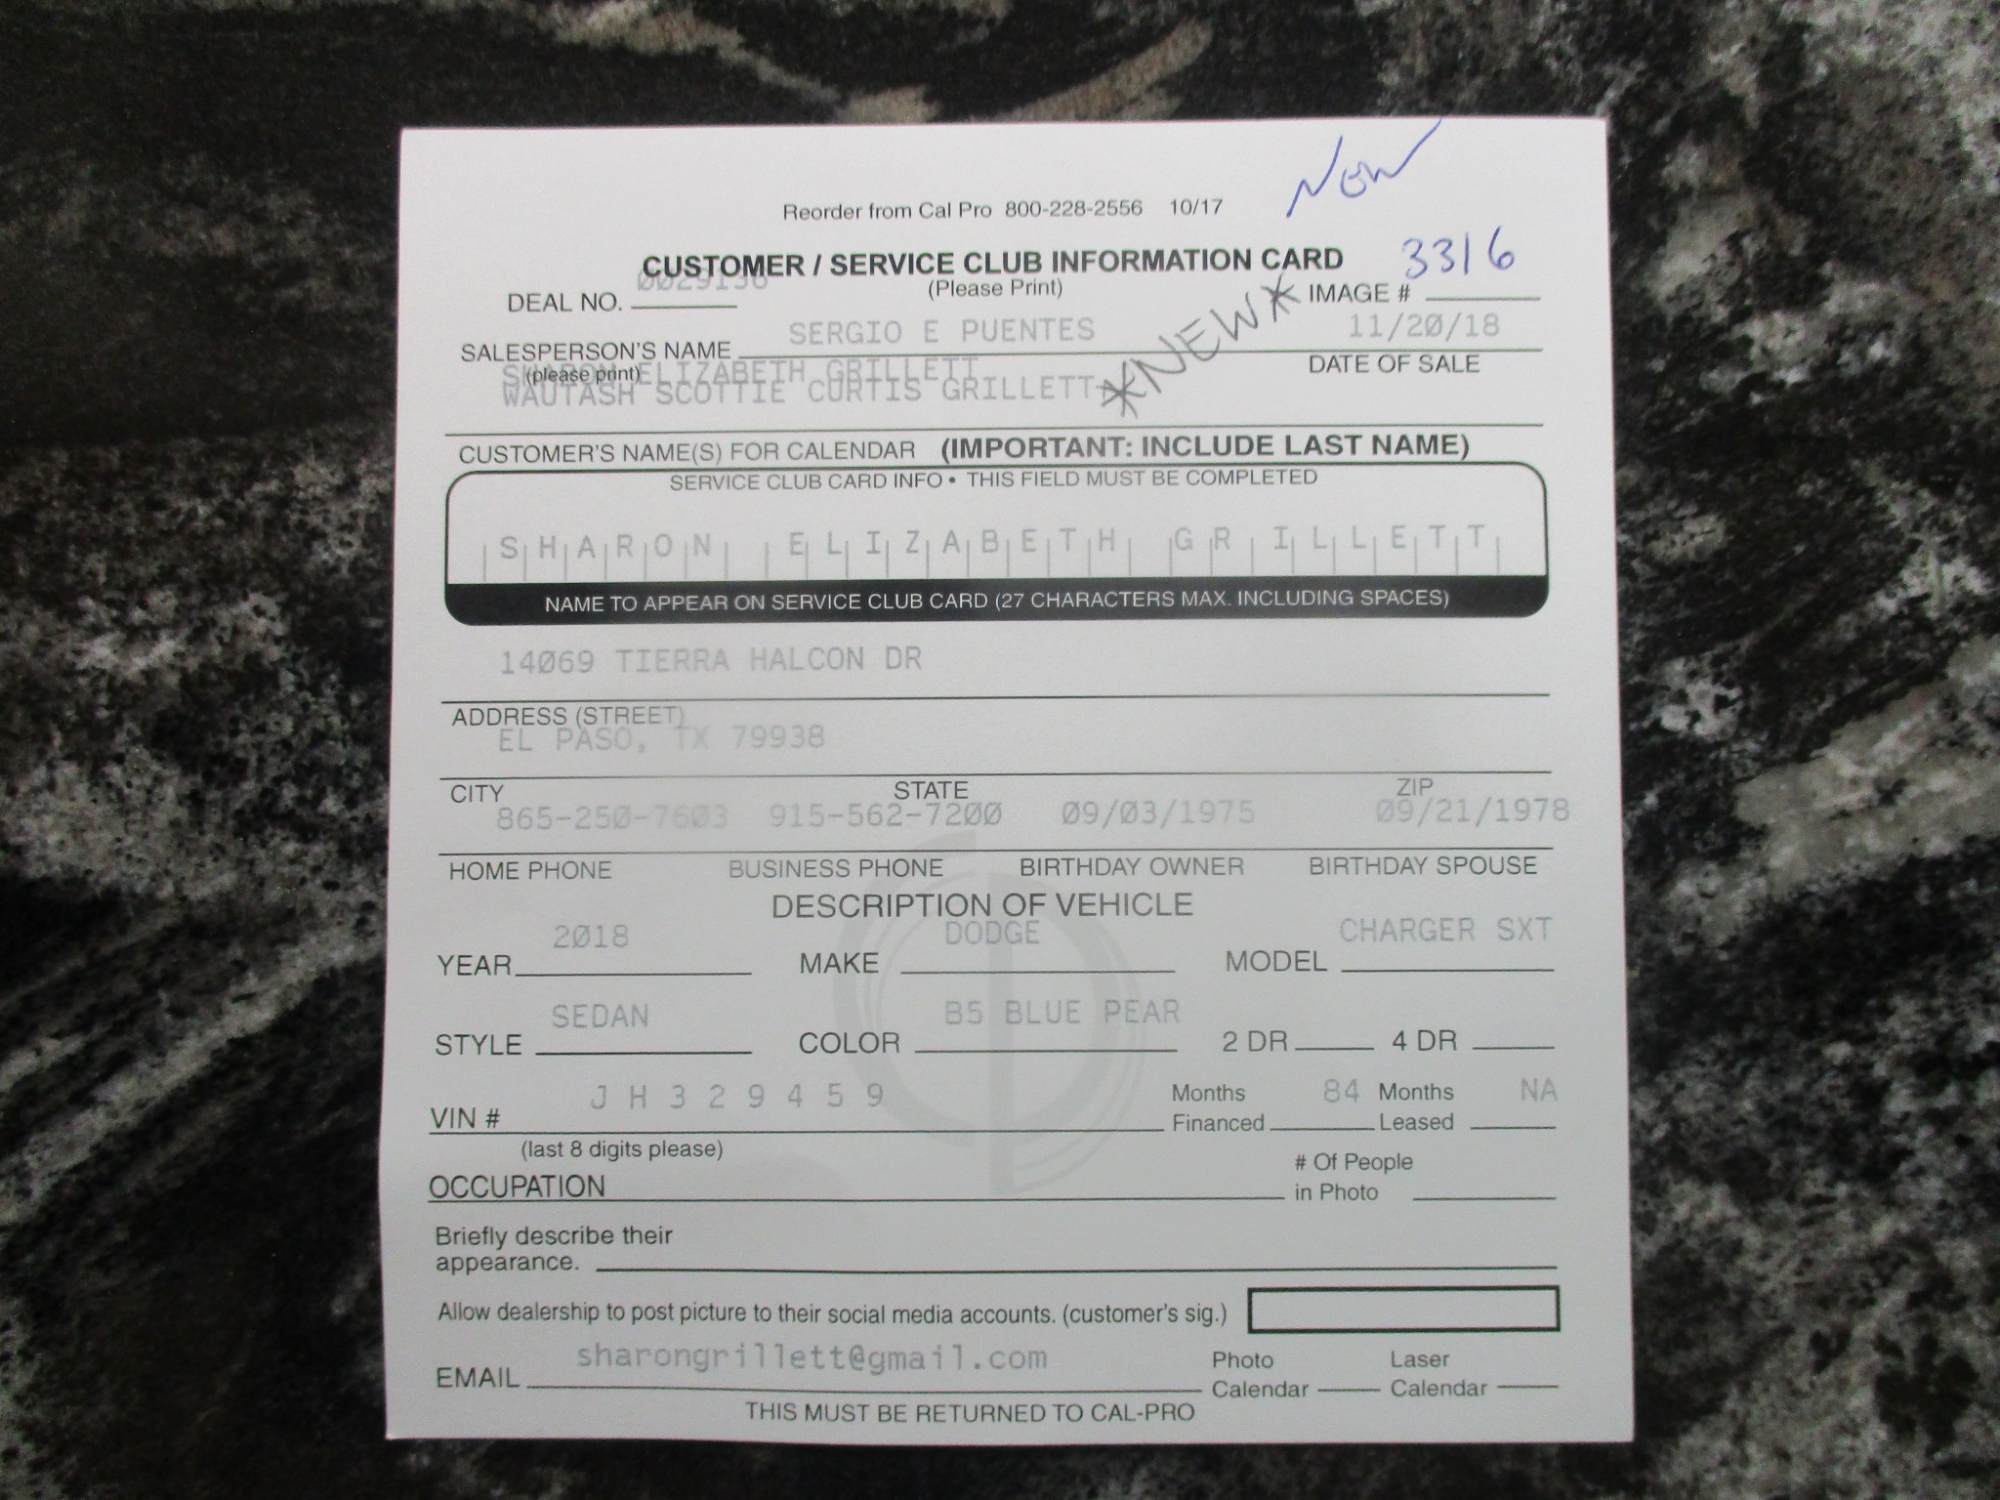 New
Reorder from Cal Pro 800-228-2556 10/17
CUSTOMER / SERVICE CLUB INFORMATION CARD 3316
DEAL NO. (Please Print) IMAGE #
SERGIO E PUENTES *NEW* 11/20/18
SALESPERSON'S NAME DATE OF SALE
(please print)
SHARON ELIZABETH GRILLETT
WAUTASH SCOTTIE CURTIS GRILLETT
CUSTOMER'S NAME(S) FOR CALENDAR (IMPORTANT: INCLUDE LAST NAME)
SERVICE CLUB CARD INFO • THIS FIELD MUST BE COMPLETED
SHARON ELIZABETH GRILLETT
NAME TO APPEAR ON SERVICE CLUB CARD (27 CHARACTERS MAX. INCLUDING SPACES)
14069 TIERRA HALCON DR
ADDRESS (STREET)
EL PASO, TX 79938
CITY STATE ZIP
865-250-7603 915-562-7200 09/03/1975 09/21/1978
HOME PHONE BUSINESS PHONE BIRTHDAY OWNER BIRTHDAY SPOUSE
DESCRIPTION OF VEHICLE
2018 DODGE CHARGER SXT
YEAR MAKE MODEL
SEDAN B5 BLUE PEAR
STYLE COLOR 2 DR 4 DR
JH329459 Months 84 Months NA
VIN # Financed Leased
(last 8 digits please)
OCCUPATION # Of People
in Photo
Briefly describe their
appearance.
Allow dealership to post picture to their social media accounts. (customer's sig.)
sharongrillett@gmail.com Photo Laser
EMAIL Calendar Calendar
THIS MUST BE RETURNED TO CAL-PRO